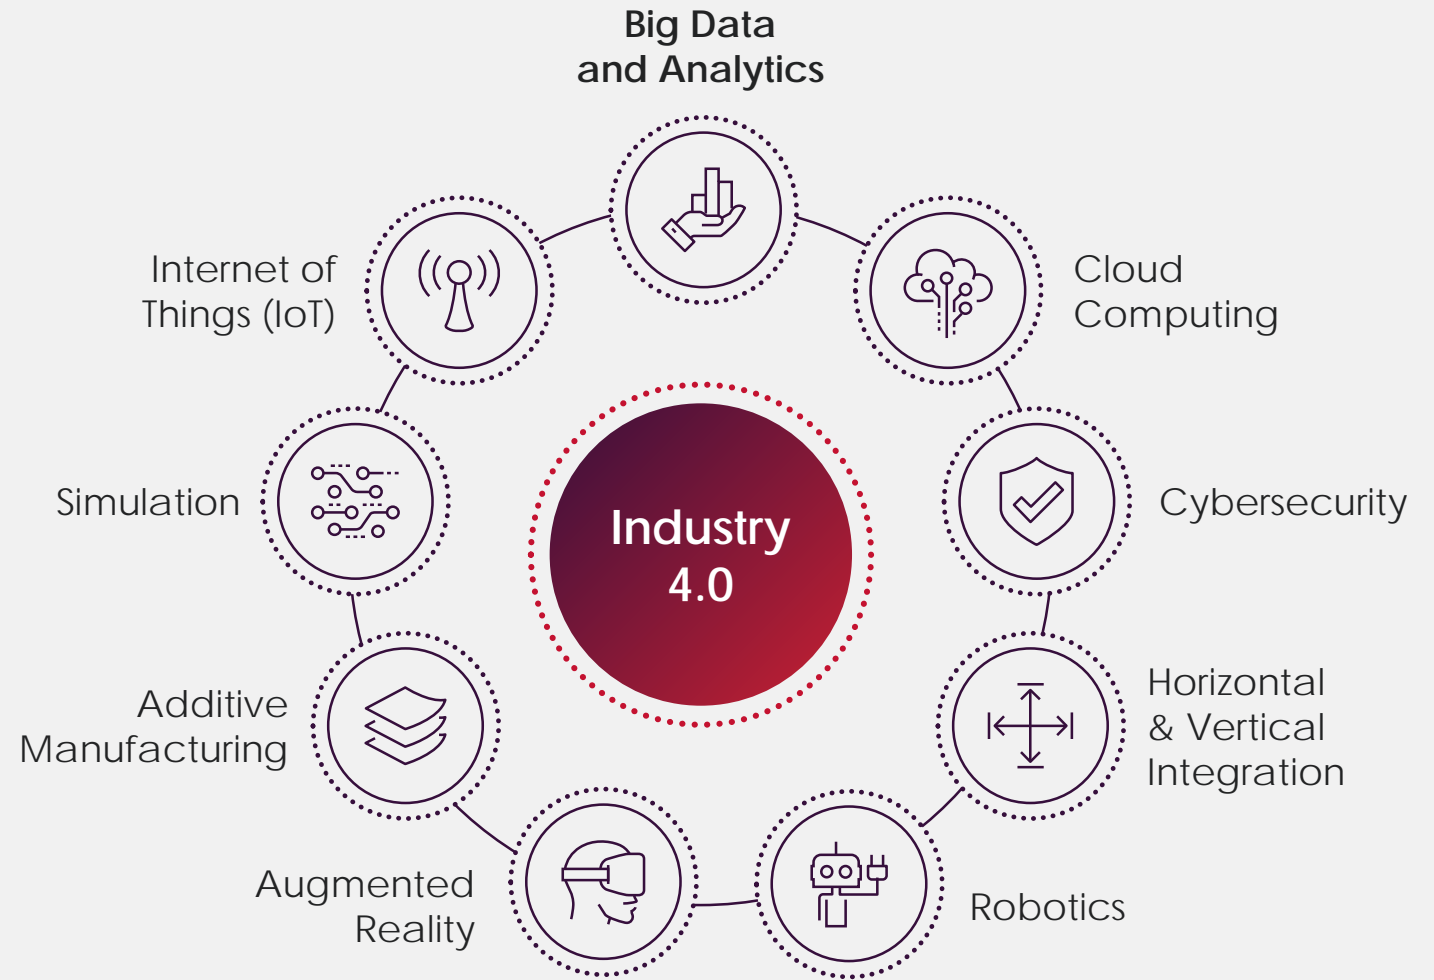 Big Data
and Analytics
Internet of
Things (IoT)
Cloud
Computing
Simulation
Industry
4.0
Cybersecurity
Additive
Manufacturing
Horizontal
& Vertical
Integration
Augmented
Reality
Robotics